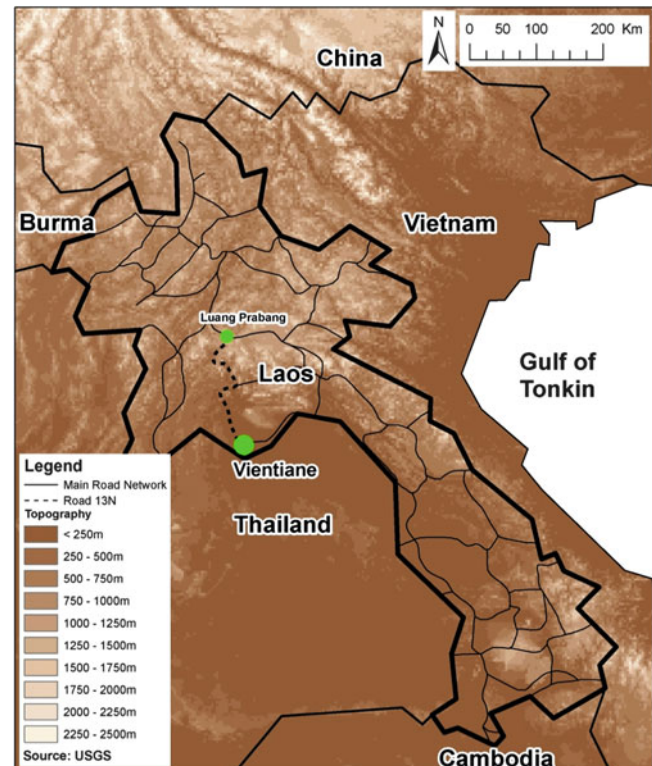 N
0 50 100 200 Km
China
Burma
Vietnam
Luang Prabang
Laos
Gulf of
Tonkin
Vientiane
Thailand
Cambodia
Legend
Main Road Network
Road 13N
Topography
< 250m
250 - 500m
500 - 750m
750 - 1000m
1000 - 1250m
1250 - 1500m
1500 - 1750m
1750 - 2000m
2000 - 2250m
2250 - 2500m
Source: USGS